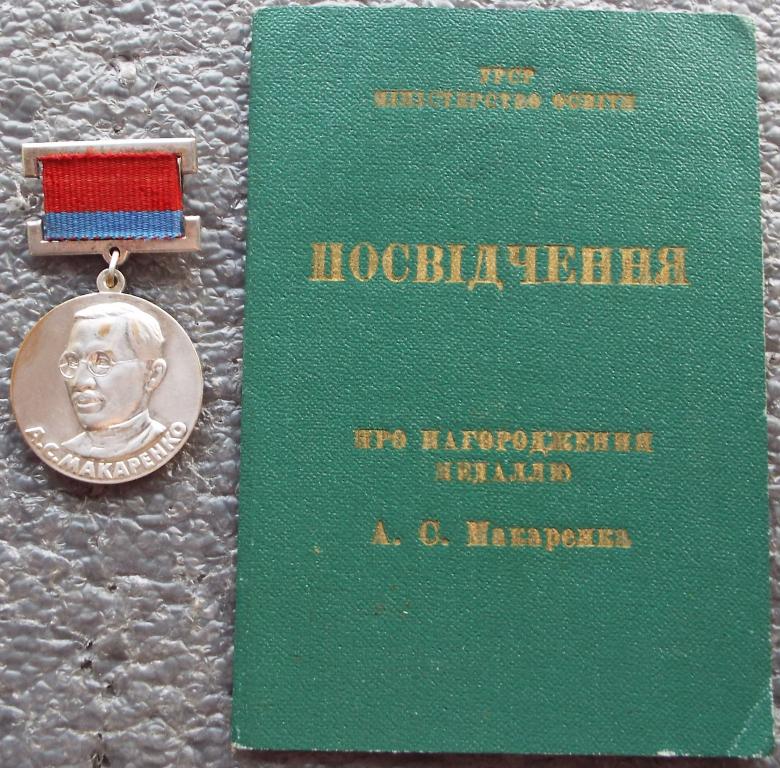 А.С.МАКАРЕНКО
УРСР
МІНІСТЕРСТВО ОСВІТИ
ПОСВІДЧЕННЯ
ПРО НАГОРОДЖЕННЯ
МЕДАЛЛЮ
А. С. Макаренка